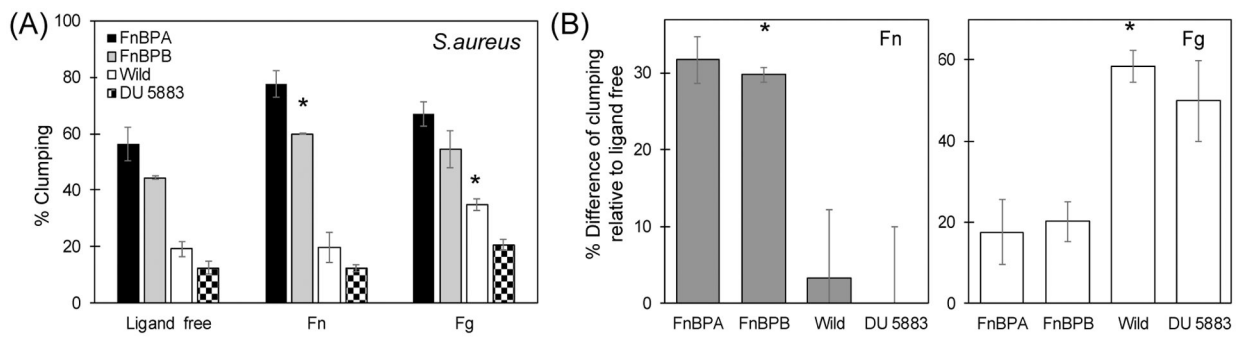 (A)
100
80
60
40
20
0
% Clumping
FnBPA
FnBPB
Wild
DU 5883
S.aureus
*
*
Ligand free Fn Fg
(B)
% Difference of clumping
relative to ligand free
30
20
10
0
*
Fn
FnBPA FnBPB Wild DU 5883
60
40
20
0
*
Fg
FnBPA FnBPB Wild DU 5883